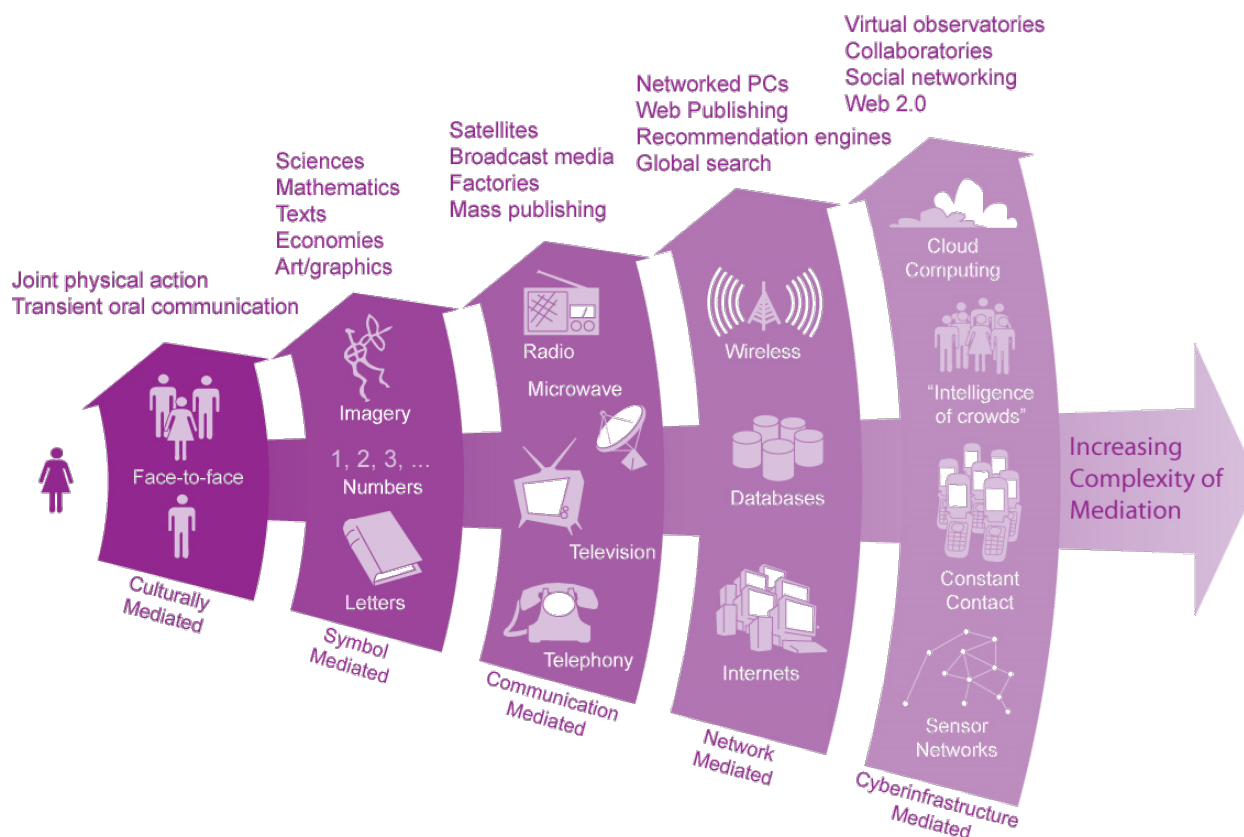 Joint physical action
Transient oral communication
Face-to-face
Culturally
Mediated
Sciences
Mathematics
Texts
Economies
Art/graphics
Imagery
1, 2, 3, ...
Numbers
Letters
Symbol
Mediated
Satellites
Broadcast media
Factories
Mass publishing
Radio
Microwave
Television
Telephony
Communication
Mediated
Networked PCs
Web Publishing
Recommendation engines
Global search
Wireless
Databases
Internets
Network
Mediated
Virtual observatories
Collaboratories
Social networking
Web 2.0
Cloud
Computing
“Intelligence
of crowds”
Constant
Contact
Sensor
Networks
Cyberinfrastructure
Mediated
Increasing
Complexity of
Mediation